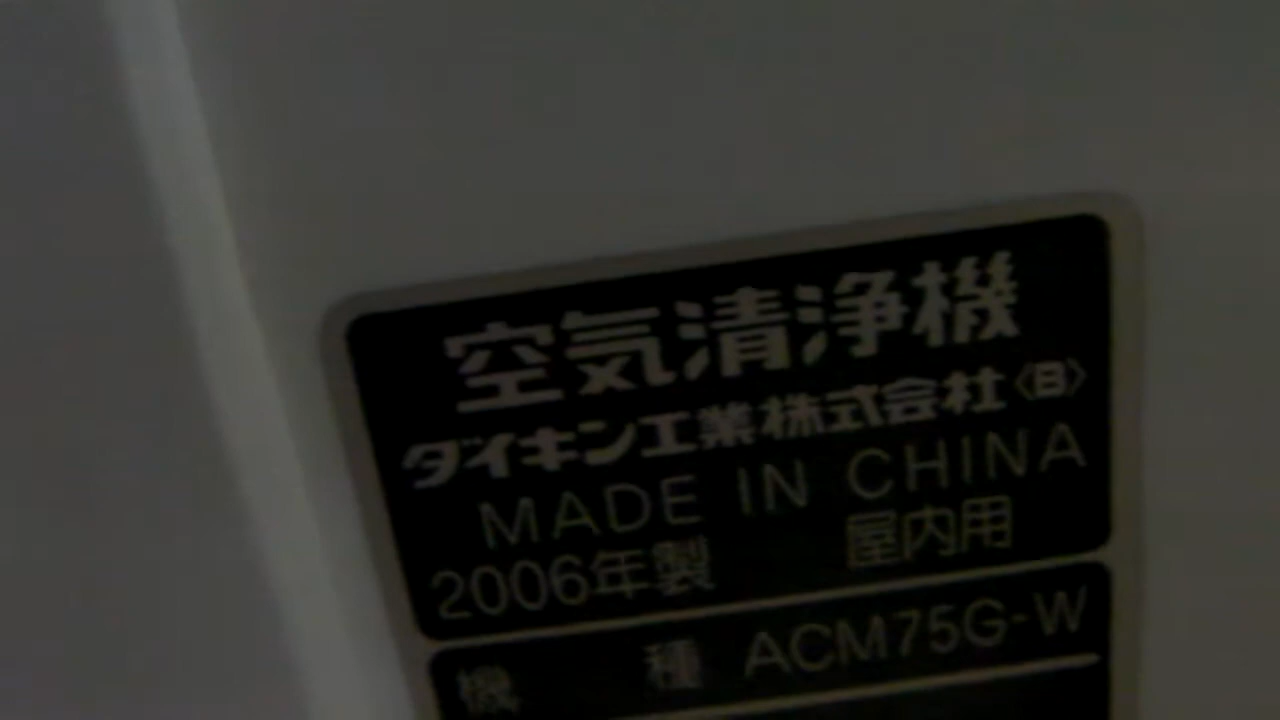 空気清浄機
ダイキン工業株式会社〈B〉
MADE IN CHINA
2006年製 屋内用
機 種 ACM75G-W